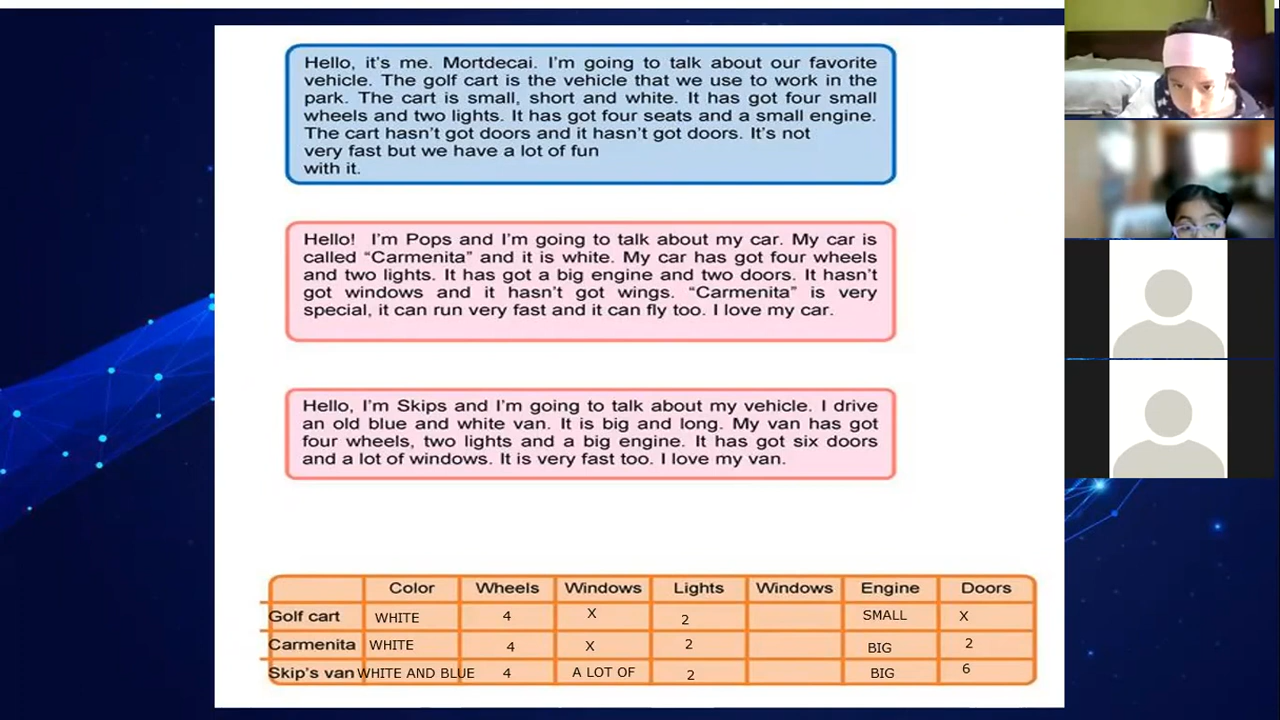 Hello, it's me. Mortdecai. I'm going to talk about our favorite
vehicle. The golf cart is the vehicle that we use to work in the
park. The cart is small, short and white. It has got four small
wheels and two lights. It has got four seats and a small engine.
The cart hasn't got doors and it hasn't got doors. It's not
very fast but we have a lot of fun
with it.
Hello! I'm Pops and I'm going to talk about my car. My car is
called “Carmenita” and it is white. My car has got four wheels
and two lights. It has got a big engine and two doors. It hasn't
got windows and it hasn't got wings. “Carmenita” is very
special, it can run very fast and it can fly too. I love my car.
Hello, I'm Skips and I'm going to talk about my vehicle. I drive
an old blue and white van. It is big and long. My van has got
four wheels, two lights and a big engine. It has got six doors
and a lot of windows. It is very fast too. I love my van.
Color Wheels Windows Lights Windows Engine Doors
Golf cart WHITE 4 X 2 SMALL X
Carmenita WHITE 4 X 2 BIG 2
Skip's van WHITE AND BLUE 4 A LOT OF 2 BIG 6